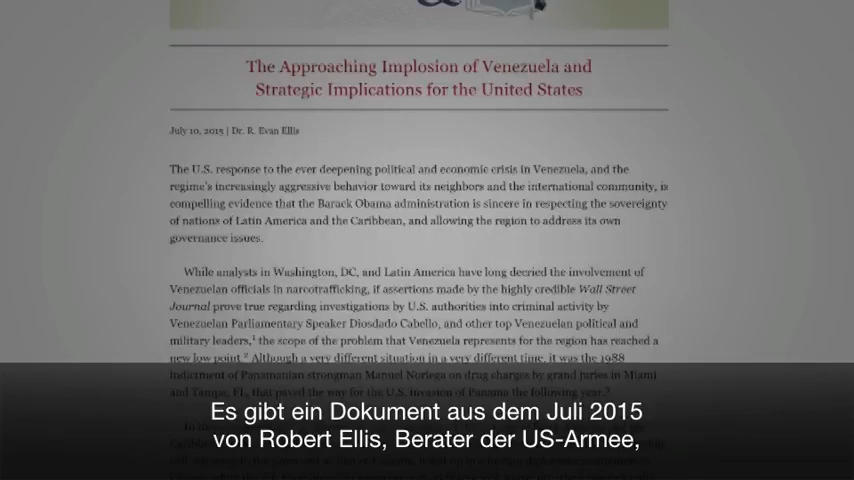 The Approaching Implosion of Venezuela and
Strategic Implications for the United States
July 10, 2015 | Dr. R. Evan Ellis
The U.S. response to the ever deepening political and economic crisis in Venezuela, and the
regime's increasingly aggressive behavior toward its neighbors and the international community, is
compelling evidence that the Barack Obama administration is sincere in respecting the sovereignty
of nations of Latin America and the Caribbean, and allowing the region to address its own
governance issues.
While analysts in Washington, DC, and Latin America have long decried the involvement of
Venezuelan officials in narcotrafficking, if assertions made by the highly credible Wall Street
Journal prove true regarding investigations by U.S. authorities into criminal activity by
Venezuelan Parliamentary Speaker Diosdado Cabello, and other top Venezuelan political and
military leaders,¹ the scope of the problem that Venezuela represents for the region has reached a
new low point.² Although a very different situation in a very different time, it was the 1988
indictment of Panamanian strongman Manuel Noriega on drug charges by grand juries in Miami
and Tampa, FL, that paved the way for the U.S. invasion of Panama the following year.³
Es gibt ein Dokument aus dem Juli 2015
von Robert Ellis, Berater der US-Armee,